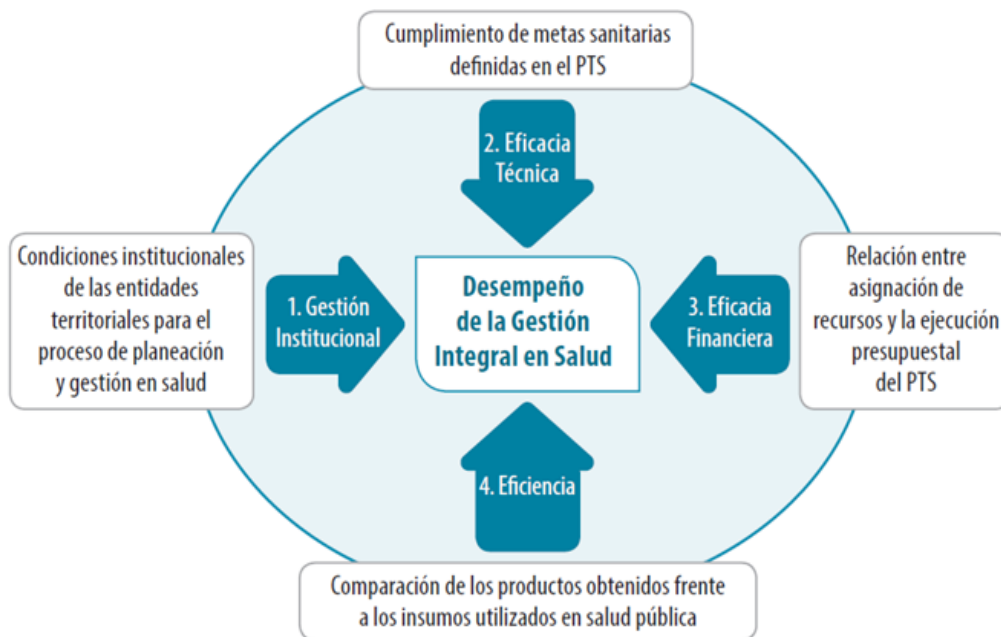 Cumplimiento de metas sanitarias
definidas en el PTS
2. Eficacia
Técnica
Condiciones institucionales
de las entidades
territoriales para el
proceso de planeación
y gestión en salud
1. Gestión
Institucional
Desempeño
de la Gestión
Integral en Salud
3. Eficacia
Financiera
Relación entre
asignación de
recursos y la ejecución
presupuestal
del PTS
4. Eficiencia
Comparación de los productos obtenidos frente
a los insumos utilizados en salud pública